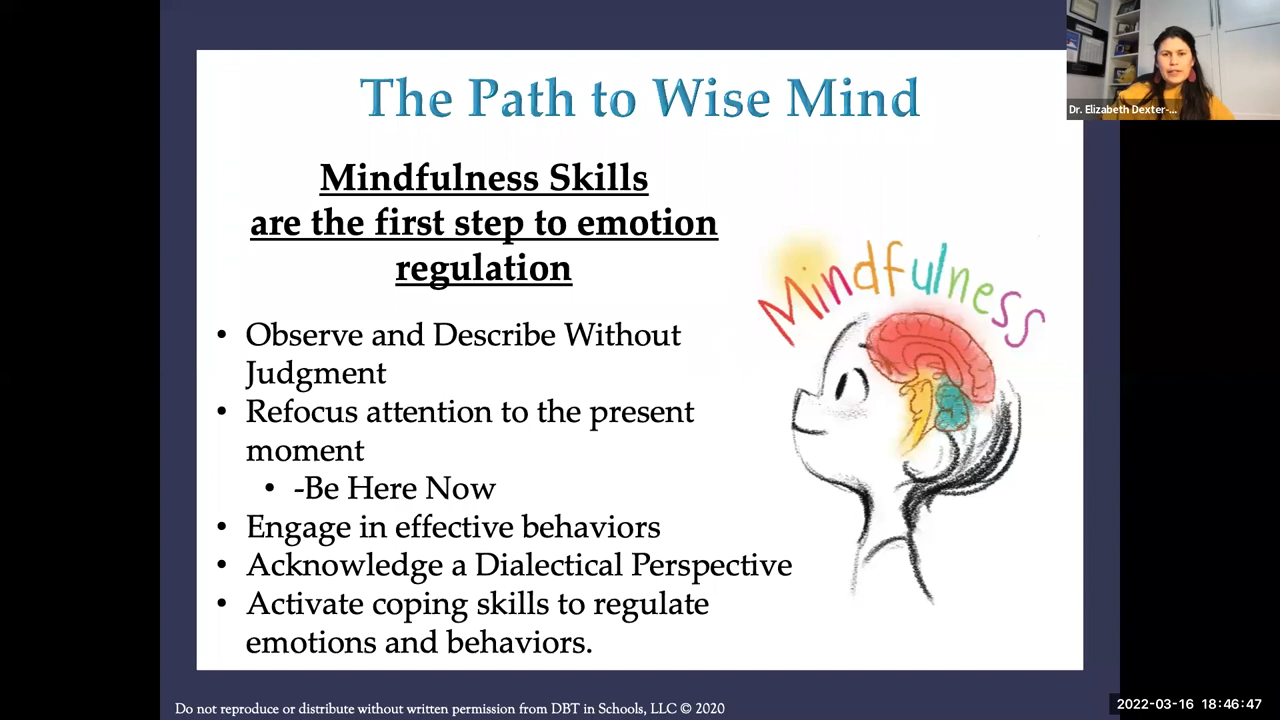 The Path to Wise Mind
Mindfulness Skills
are the first step to emotion
regulation
• Observe and Describe Without
Judgment
• Refocus attention to the present
moment
• -Be Here Now
• Engage in effective behaviors
• Acknowledge a Dialectical Perspective
• Activate coping skills to regulate
emotions and behaviors.
Mindfulness
Dr. Elizabeth Dexter-...
Do not reproduce or distribute without written permission from DBT in Schools, LLC © 2020
2022-03-16 18:46:47